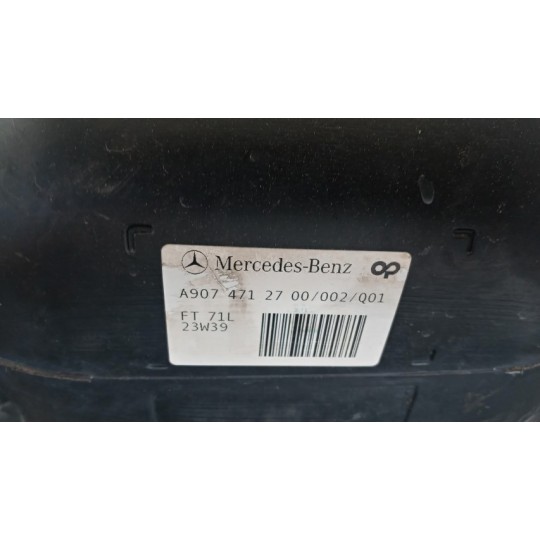 Mercedes-Benz
A907 471 27 00/002/Q01
FT 71L
23W39